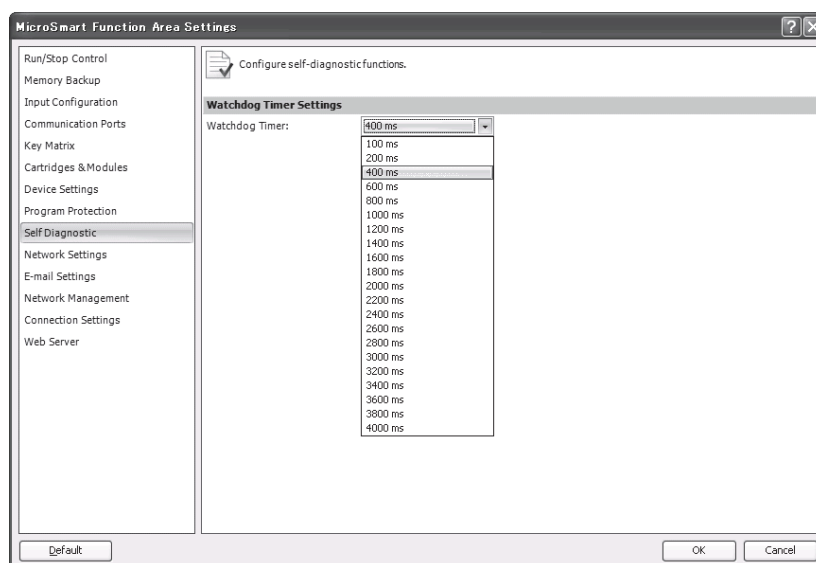 MicroSmart Function Area Settings
Run/Stop Control
Memory Backup
Input Configuration
Communication Ports
Key Matrix
Cartridges & Modules
Device Settings
Program Protection
Self Diagnostic
Network Settings
E-mail Settings
Network Management
Connection Settings
Web Server
Configure self-diagnostic functions.
Watchdog Timer Settings
Watchdog Timer:
400 ms
100 ms
200 ms
400 ms
600 ms
800 ms
1000 ms
1200 ms
1400 ms
1600 ms
1800 ms
2000 ms
2200 ms
2400 ms
2600 ms
2800 ms
3000 ms
3200 ms
3400 ms
3600 ms
3800 ms
4000 ms
Default
OK
Cancel